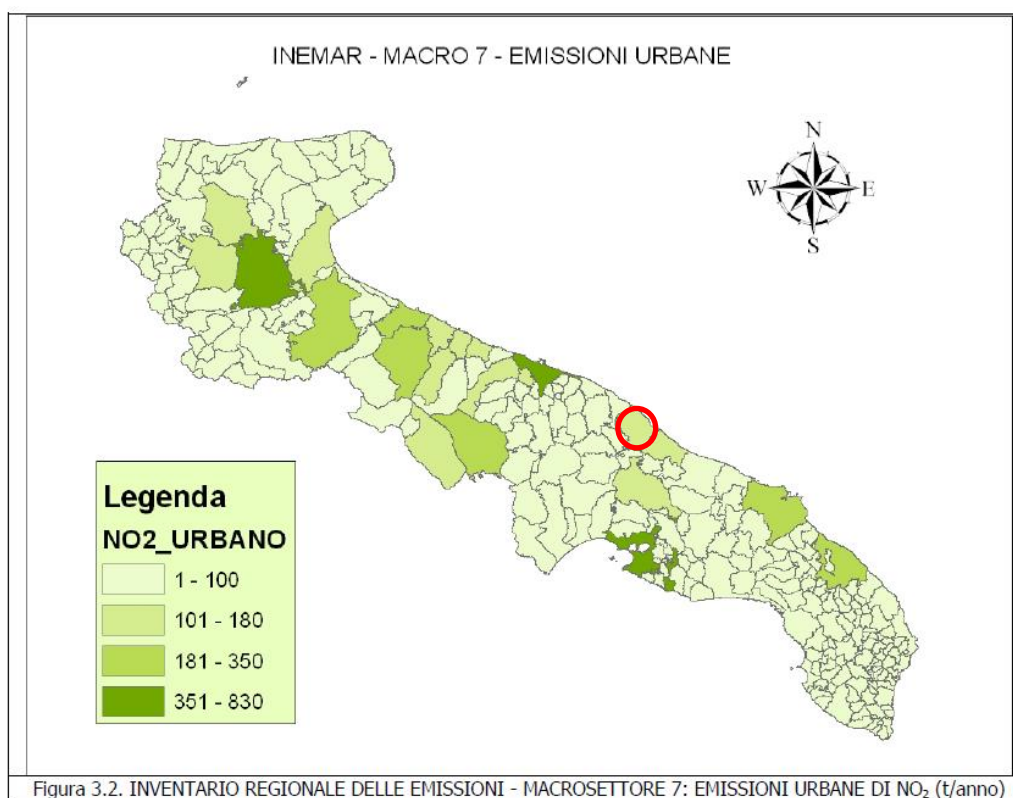 INEMAR - MACRO 7 - EMISSIONI URBANE
N
W E
S
Legenda
NO2_URBANO
1 - 100
101 - 180
181 - 350
351 - 830
Figura 3.2. INVENTARIO REGIONALE DELLE EMISSIONI - MACROSETTORE 7: EMISSIONI URBANE DI NO₂ (t/anno)